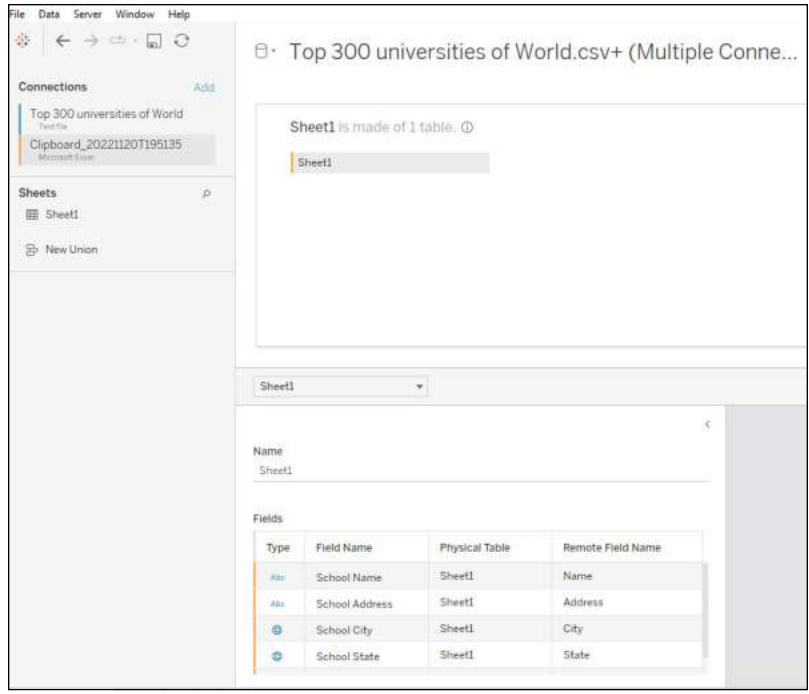 File Data Server Window Help
Top 300 universities of World.csv+ (Multiple Conne...
Connections Add
Top 300 universities of World
Text file
Clipboard_20221120T195135
Microsoft Excel
Sheets
Sheet1
New Union
Sheet1 is made of 1 table.
Sheet1
Sheet1
Name
Sheet1
Fields
Type Field Name Physical Table Remote Field Name
Abc School Name Sheet1 Name
Abc School Address Sheet1 Address
School City Sheet1 City
School State Sheet1 State